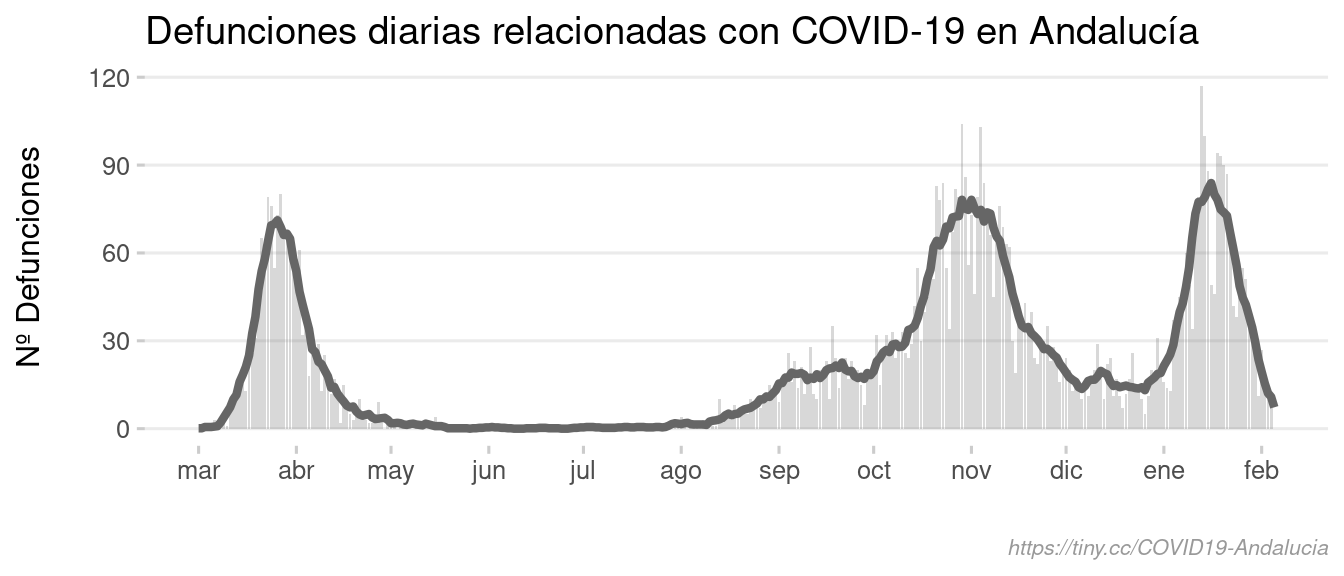 Defunciones diarias relacionadas con COVID-19 en Andalucía
Nº Defunciones
120
90
60
30
0
mar abr may jun jul ago sep oct nov dic ene feb
https://tiny.cc/COVID19-Andalucia